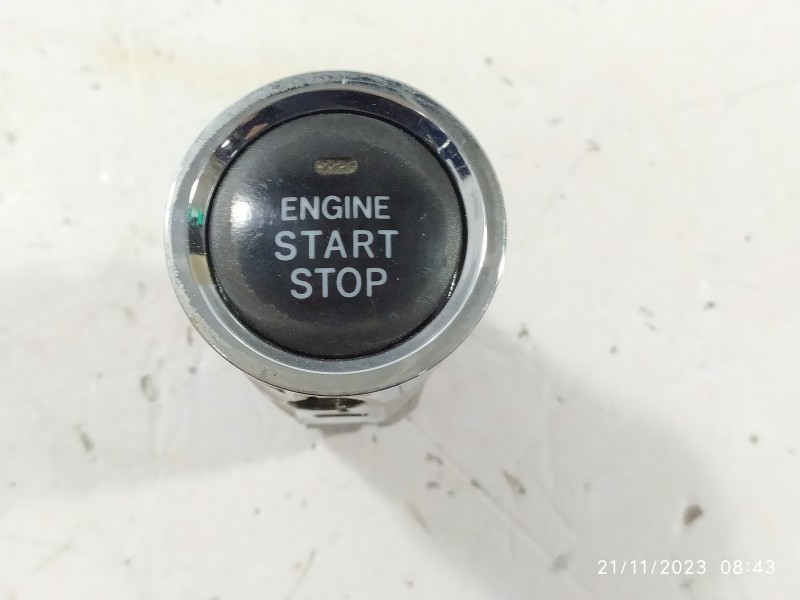 ENGINE
START
STOP
21/11/2023 08:43